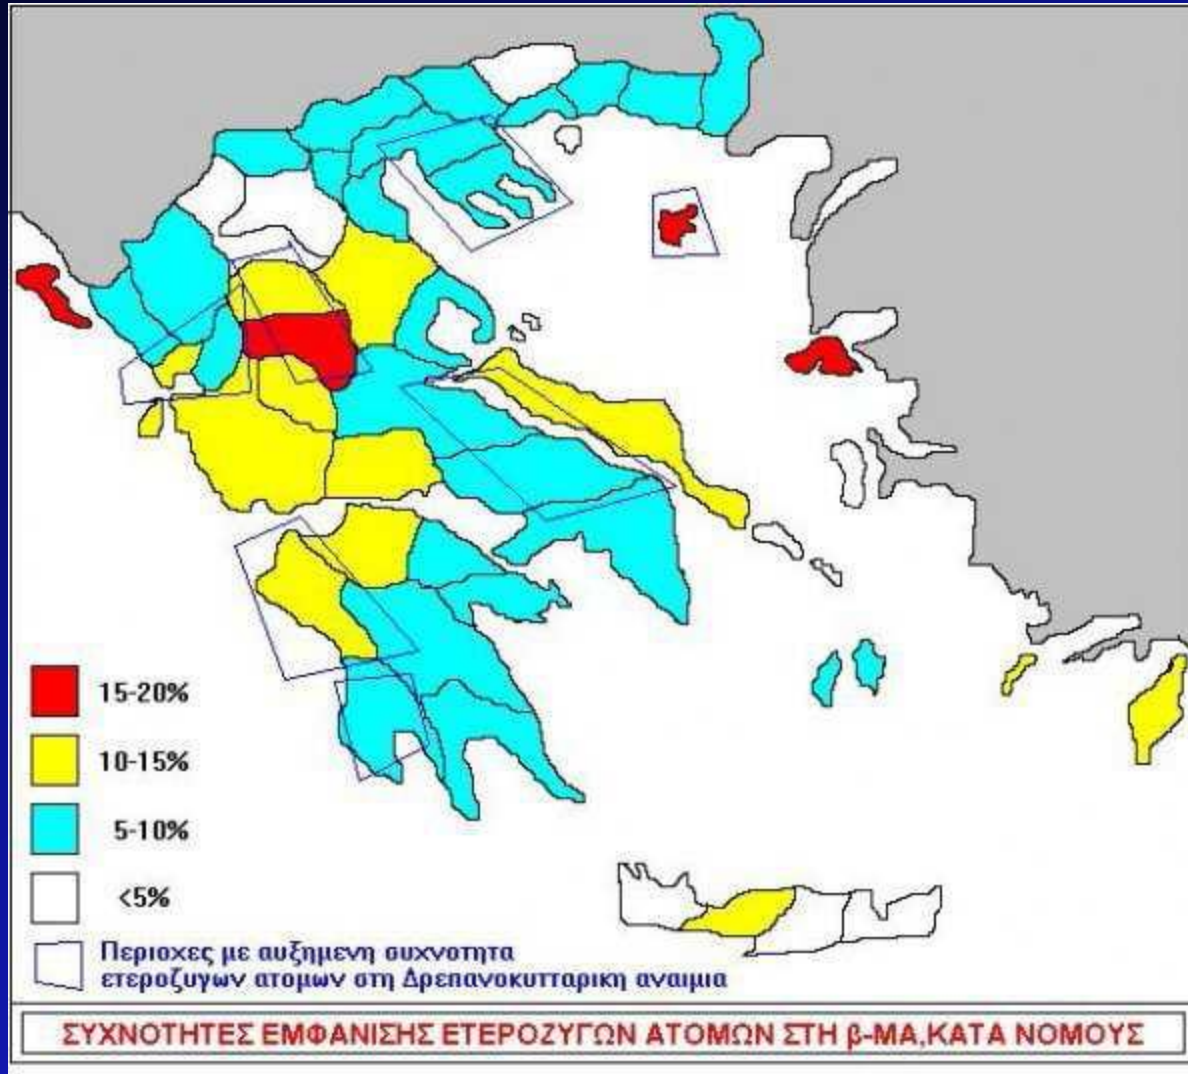 15-20%
10-15%
5-10%
<5%
Περιοχες με αυξημενη συχνοτητα
ετεροζυγων ατομων στη Δρεπανοκυτταρικη αναιμια
ΣΥΧΝΟΤΗΤΕΣ ΕΜΦΑΝΙΣΗΣ ΕΤΕΡΟΖΥΓΩΝ ΑΤΟΜΩΝ ΣΤΗ β-ΜΑ,ΚΑΤΑ ΝΟΜΟΥΣ